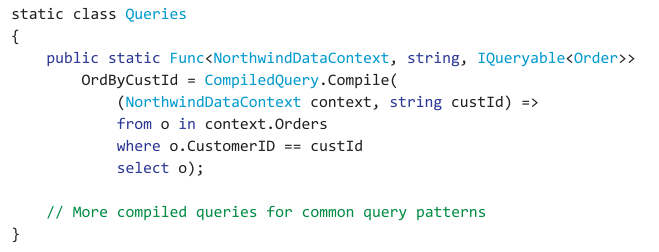 static class Queries
{
    public static Func<NorthwindDataContext, string, IQueryable<Order>>
        OrdByCustId = CompiledQuery.Compile(
            (NorthwindDataContext context, string custId) =>
            from o in context.Orders
            where o.CustomerID == custId
            select o);

    // More compiled queries for common query patterns
}